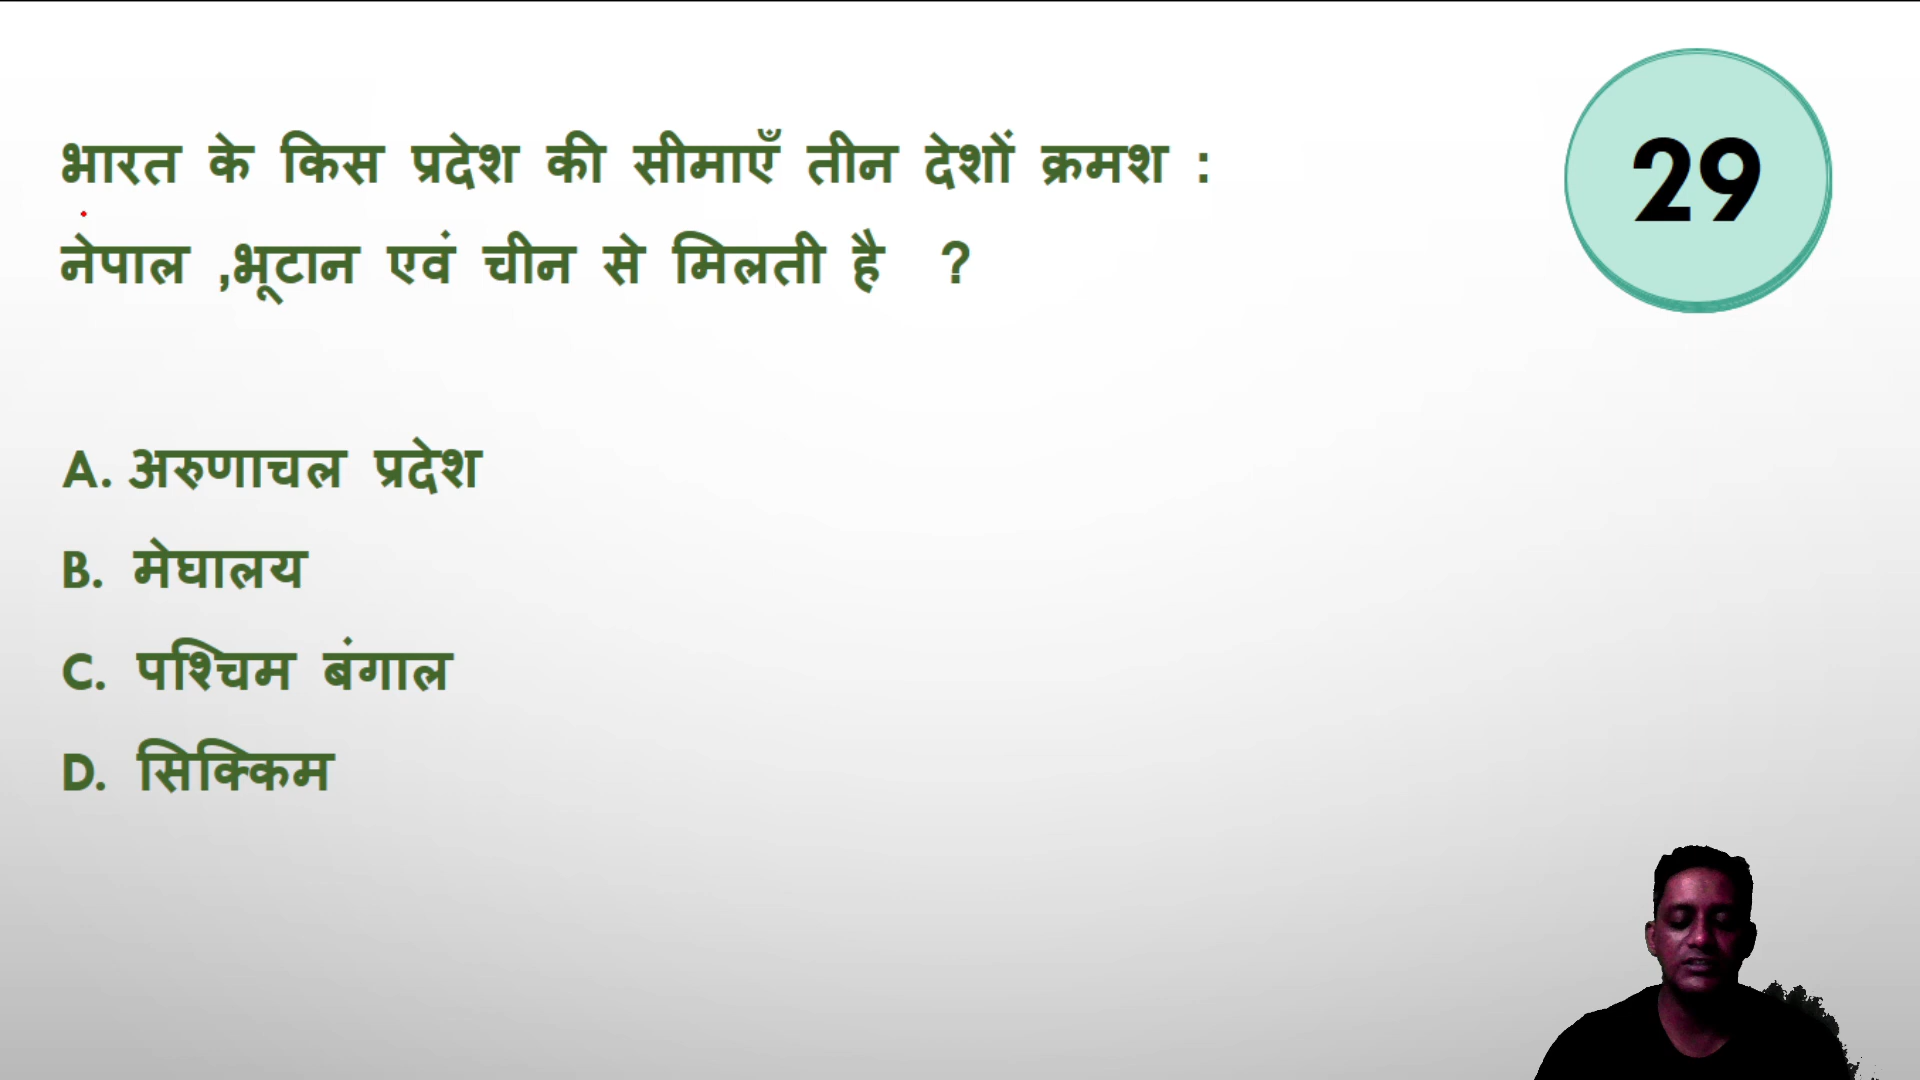 भारत के किस प्रदेश की सीमाएँ तीन देशों क्रमश :
नेपाल ,भूटान एवं चीन से मिलती है ?
29
A. अरुणाचल प्रदेश
B. मेघालय
C. पश्चिम बंगाल
D. सिक्किम